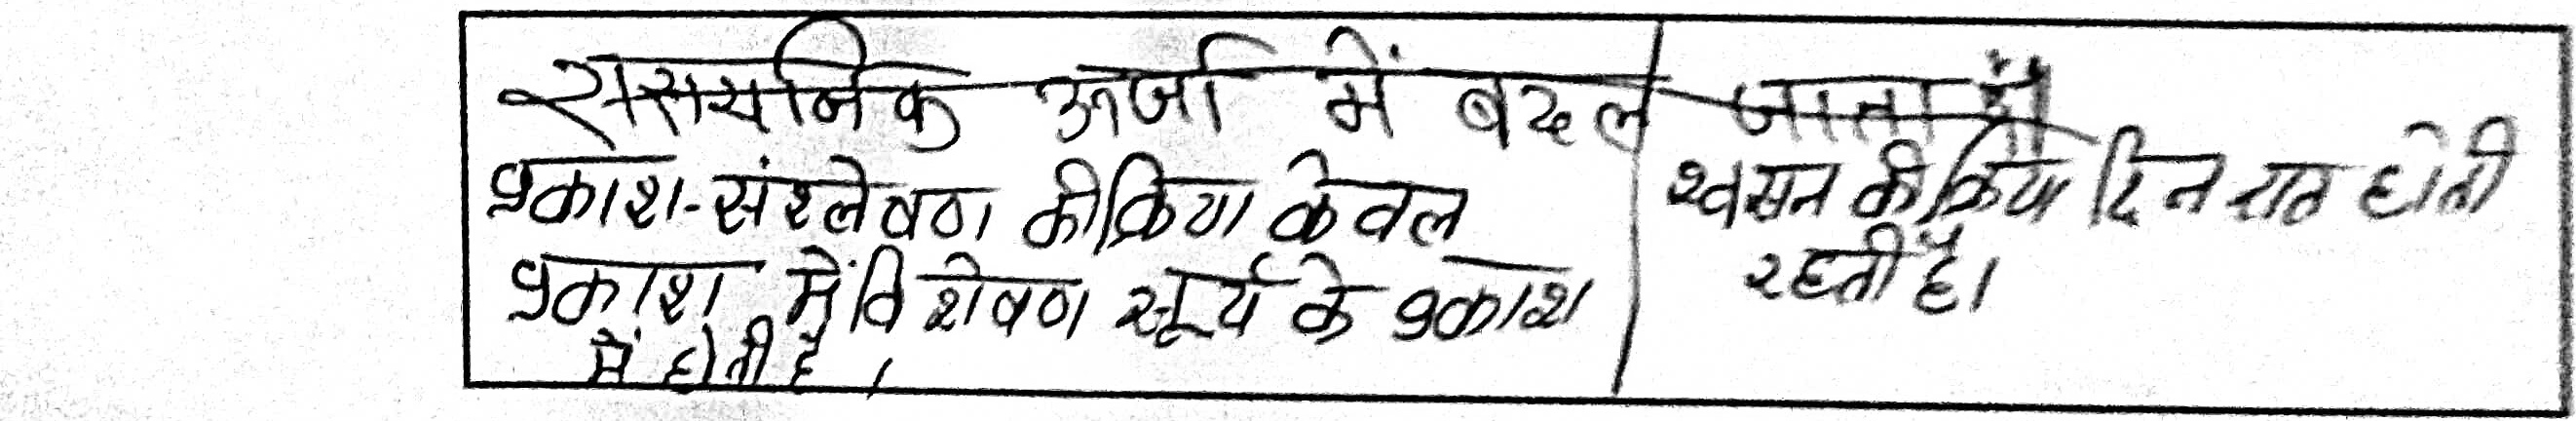 रासायनिक ऊर्जा में बदल जाता है
प्रकाश-संश्लेषण की क्रिया केवल
प्रकाश में विशेषण सूर्य के प्रकाश
में होती है।
श्वसन की क्रिया दिन रात होती
रहती है।